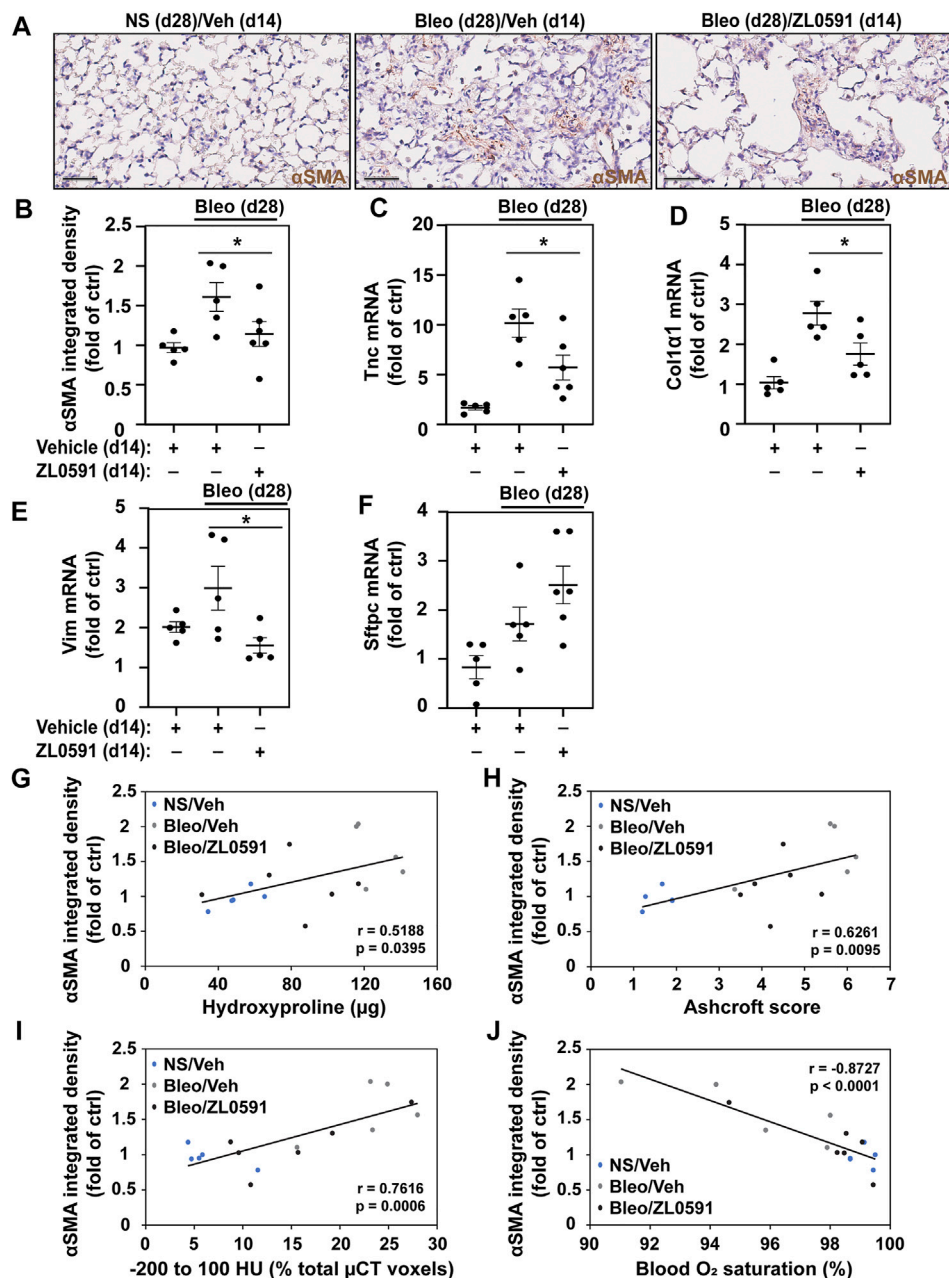 A
NS (d28)/Veh (d14)
Bleo (d28)/Veh (d14)
Bleo (d28)/ZL0591 (d14)
αSMA
αSMA
αSMA
B
Bleo (d28)
αSMA integrated density
(fold of ctrl)
2.5
2
1.5
1
0.5
0
*
Vehicle (d14): + + −
ZL0591 (d14): − − +
C
Bleo (d28)
Tnc mRNA
(fold of ctrl)
20
15
10
5
0
*
+ + −
− − +
D
Bleo (d28)
Col1α1 mRNA
(fold of ctrl)
5
4
3
2
1
0
*
+ + −
− − +
E
Bleo (d28)
Vim mRNA
(fold of ctrl)
5
4
3
2
1
0
*
Vehicle (d14): + + −
ZL0591 (d14): − − +
F
Bleo (d28)
Sftpc mRNA
(fold of ctrl)
4
3
2
1
0
+ + −
− − +
G
αSMA integrated density
(fold of ctrl)
2.5
2
1.5
1
0.5
0
NS/Veh
Bleo/Veh
Bleo/ZL0591
r = 0.5188
p = 0.0395
0 40 80 120 160
Hydroxyproline (µg)
H
αSMA integrated density
(fold of ctrl)
2.5
2
1.5
1
0.5
0
NS/Veh
Bleo/Veh
Bleo/ZL0591
r = 0.6261
p = 0.0095
0 1 2 3 4 5 6 7
Ashcroft score
I
αSMA integrated density
(fold of ctrl)
2.5
2
1.5
1
0.5
0
NS/Veh
Bleo/Veh
Bleo/ZL0591
r = 0.7616
p = 0.0006
0 5 10 15 20 25 30
-200 to 100 HU (% total µCT voxels)
J
αSMA integrated density
(fold of ctrl)
2.5
2
1.5
1
0.5
0
r = -0.8727
p < 0.0001
NS/Veh
Bleo/Veh
Bleo/ZL0591
90 92 94 96 98 100
Blood O₂ saturation (%)